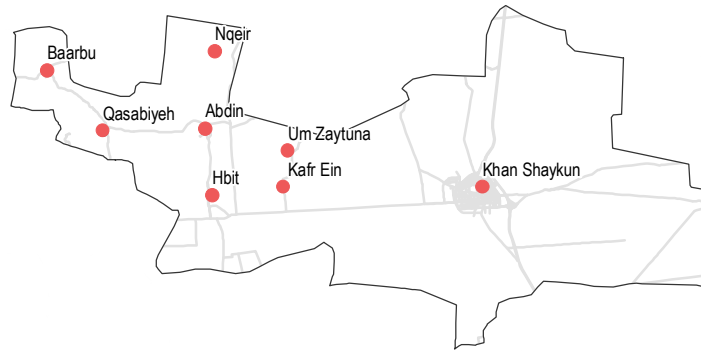 Nqeir
Baarbu
Qasabiyeh
Abdin
Um Zaytuna
Hbit
Kafr Ein
Khan Shaykun